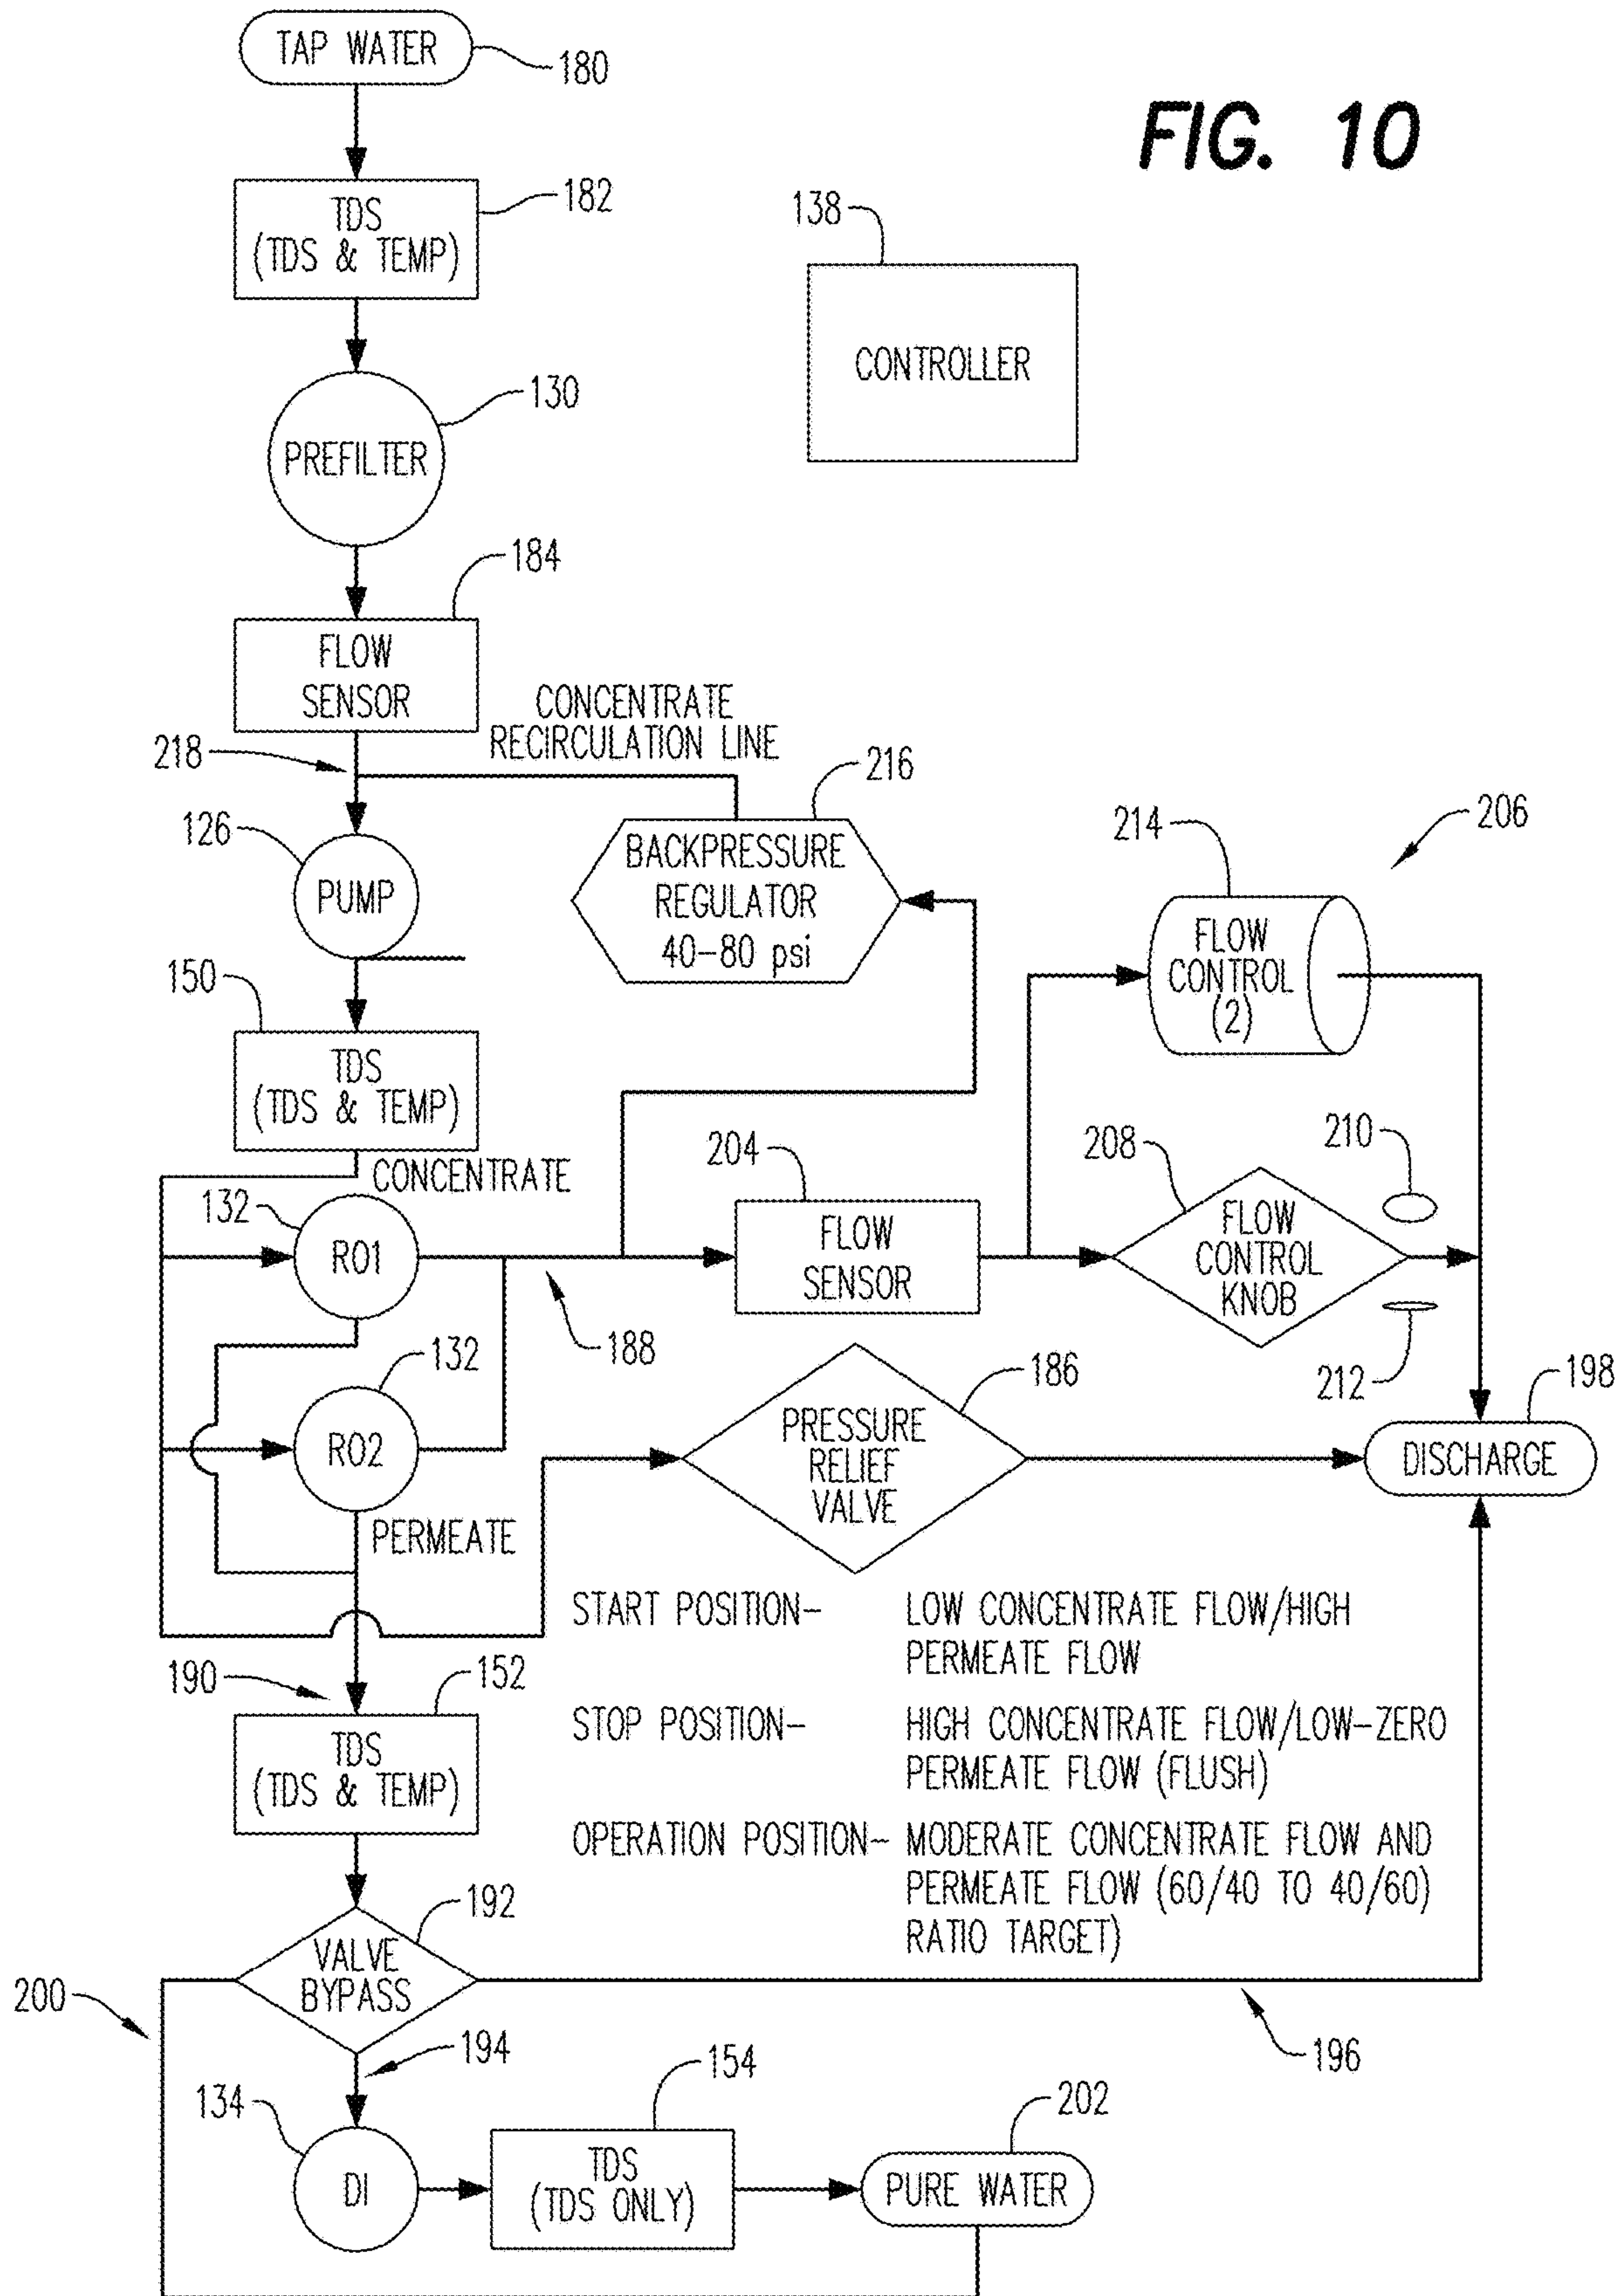 TAP WATER
180
FIG. 10
TDS
(TDS & TEMP)
182
138
CONTROLLER
PREFILTER
130
FLOW
SENSOR
184
218
CONCENTRATE
RECIRCULATION LINE
216
126
PUMP
BACKPRESSURE
REGULATOR
40-80 psi
214
206
FLOW
CONTROL
(2)
150
TDS
(TDS & TEMP)
CONCENTRATE
132
RO1
204
FLOW
SENSOR
208
FLOW
CONTROL
KNOB
210
212
188
132
RO2
186
PRESSURE
RELIEF
VALVE
198
DISCHARGE
PERMEATE
START POSITION- LOW CONCENTRATE FLOW/HIGH
PERMEATE FLOW
STOP POSITION- HIGH CONCENTRATE FLOW/LOW-ZERO
PERMEATE FLOW (FLUSH)
OPERATION POSITION- MODERATE CONCENTRATE FLOW AND
PERMEATE FLOW (60/40 TO 40/60)
RATIO TARGET)
190
152
TDS
(TDS & TEMP)
192
VALVE
BYPASS
200
196
194
134
DI
154
TDS
(TDS ONLY)
202
PURE WATER